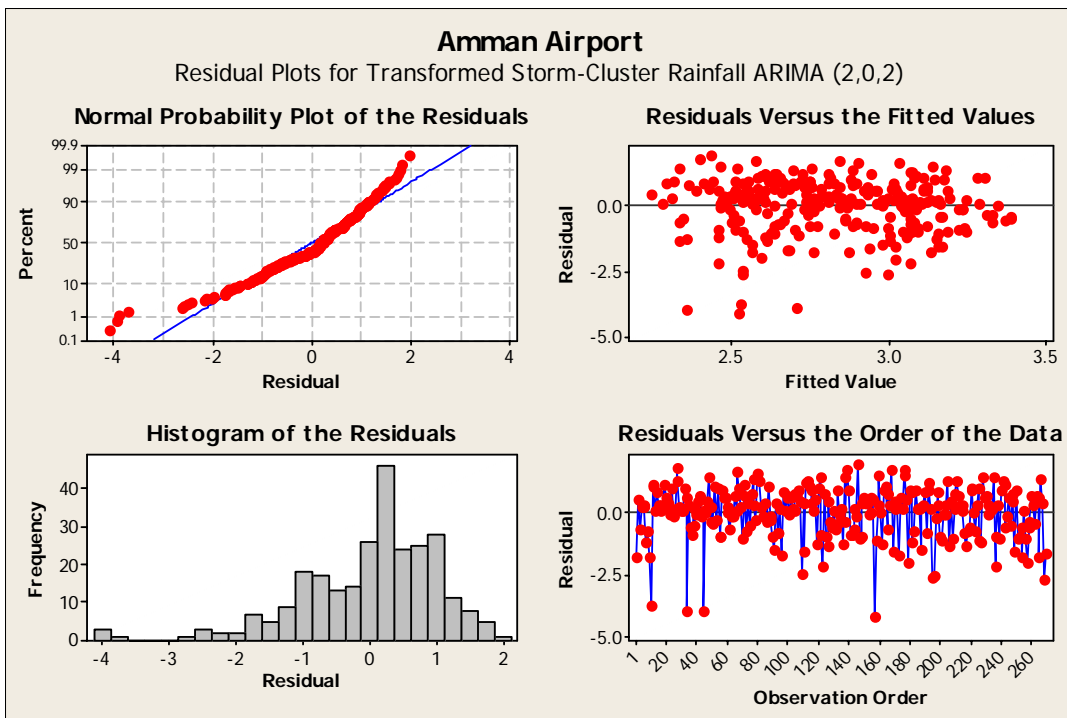 Amman Airport
Residual Plots for Transformed Storm-Cluster Rainfall ARIMA (2,0,2)
Normal Probability Plot of the Residuals
99.9
99
90
50
10
1
0.1
Percent
-4 -2 0 2 4
Residual
Residuals Versus the Fitted Values
0.0
-2.5
-5.0
Residual
2.5 3.0 3.5
Fitted Value
Histogram of the Residuals
40
30
20
10
0
Frequency
-4 -3 -2 -1 0 1 2
Residual
Residuals Versus the Order of the Data
0.0
-2.5
-5.0
Residual
1 20 40 60 80 100 120 140 160 180 200 220 240 260
Observation Order